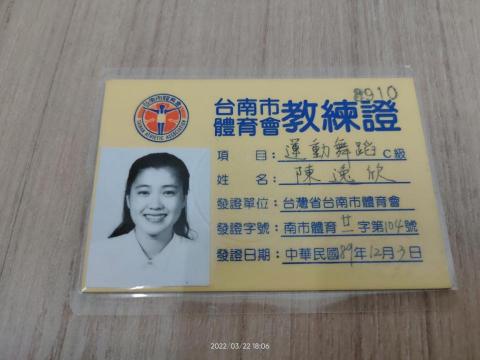 8910
台南市體育會
TAINAN ATHLETIC ASSOCIATION
台南市
體育會 教練證
項 目：運動舞蹈 C級
姓 名：陳逸欣
發證單位：台灣省台南市體育會
發證字號：南市體育廿一字第104號
發證日期：中華民國89年12月3日
2022/03/22 18:06